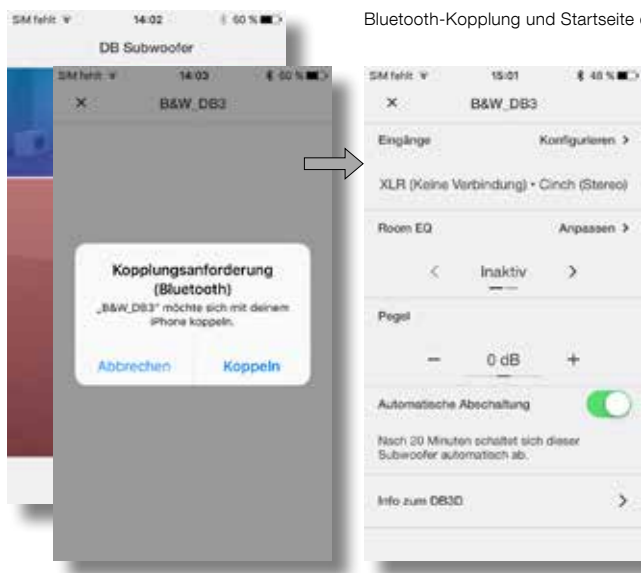 Bluetooth-Kopplung und Startseite
SIM fehlt 14:02 60 %
DB Subwoofer
SIM fehlt 14:03 60 %
× B&W_DB3
Kopplungsanforderung
(Bluetooth)
„B&W_DB3“ möchte sich mit deinem
iPhone koppeln.
Abbrechen Koppeln
SIM fehlt 15:01 48 %
× B&W_DB3
Eingänge Konfigurieren >
XLR (Keine Verbindung) • Cinch (Stereo)
Room EQ Anpassen >
< Inaktiv >
Pegel
− 0 dB +
Automatische Abschaltung
Nach 20 Minuten schaltet sich dieser
Subwoofer automatisch ab.
Info zum DB3D >